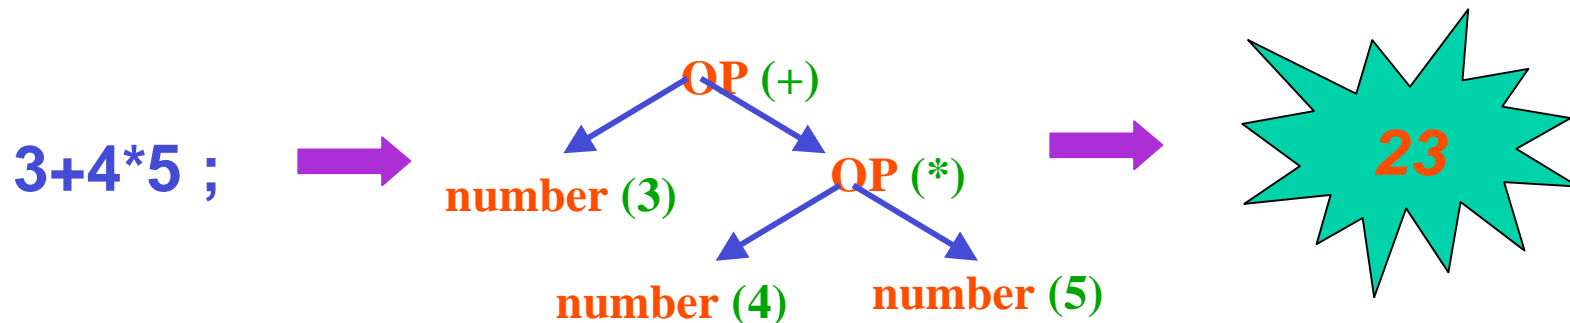 3+4*5 ;
OP (+)
number (3)
OP (*)
number (4)
number (5)
23